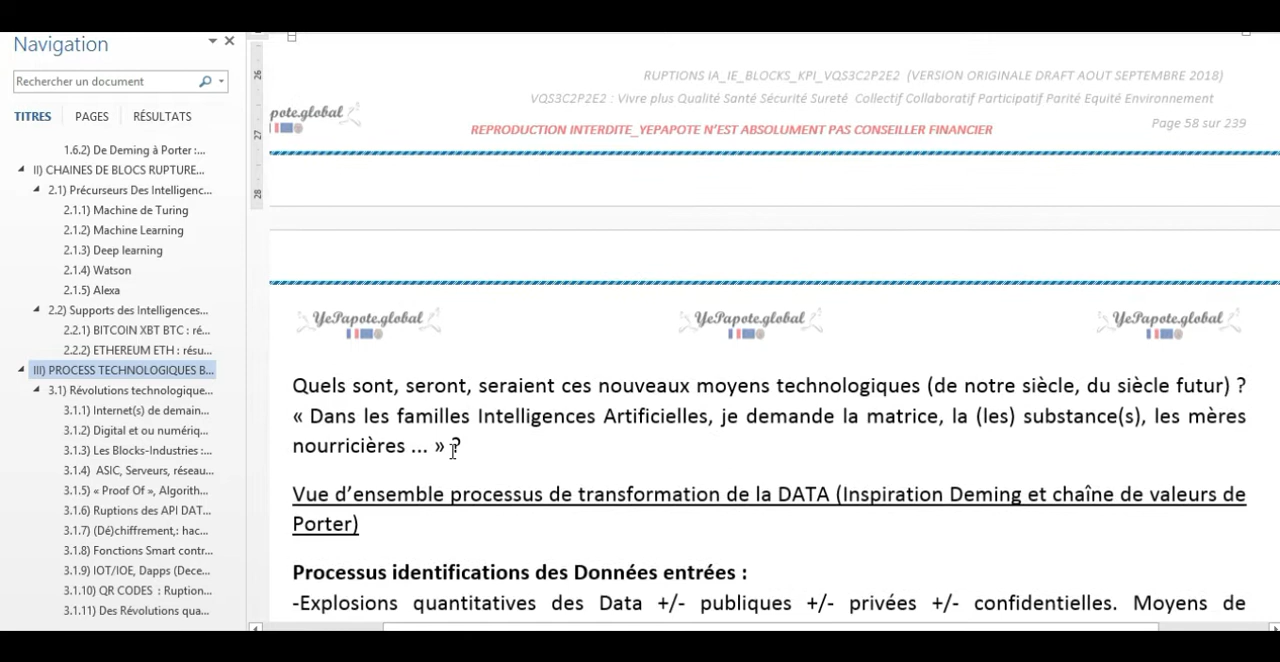 Navigation
Rechercher un document
TITRES PAGES RÉSULTATS
1.6.2) De Deming à Porter :...
II) CHAINES DE BLOCS RUPTURE...
2.1) Précurseurs Des Intelligenc...
2.1.1) Machine de Turing
2.1.2) Machine Learning
2.1.3) Deep learning
2.1.4) Watson
2.1.5) Alexa
2.2) Supports des Intelligences...
2.2.1) BITCOIN XBT BTC : ré...
2.2.2) ETHEREUM ETH : résu...
III) PROCESS TECHNOLOGIQUES B...
3.1) Révolutions technologique...
3.1.1) Internet(s) de demain...
3.1.2) Digital et ou numériq...
3.1.3) Les Blocks-Industries :...
3.1.4) ASIC, Serveurs, réseau...
3.1.5) « Proof Of », Algorith...
3.1.6) Ruptions des API DAT...
3.1.7) (Dé)chiffrement,: hac...
3.1.8) Fonctions Smart contr...
3.1.9) IOT/IOE, Dapps (Dece...
3.1.10) QR CODES : Ruption...
3.1.11) Des Révolutions qua...
26
27
28
RUPTIONS IA_IE_BLOCKS_KPI_VQS3C2P2E2 (VERSION ORIGINALE DRAFT AOUT SEPTEMBRE 2018)
VQS3C2P2E2 : Vivre plus Qualité Santé Sécurité Sureté Collectif Collaboratif Participatif Parité Equité Environnement
pote.global
REPRODUCTION INTERDITE_YEPAPOTE N'EST ABSOLUMENT PAS CONSEILLER FINANCIER
Page 58 sur 239
YePapote.global YePapote.global YePapote.global
Quels sont, seront, seraient ces nouveaux moyens technologiques (de notre siècle, du siècle futur) ?
« Dans les familles Intelligences Artificielles, je demande la matrice, la (les) substance(s), les mères
nourricières ... » ?
Vue d'ensemble processus de transformation de la DATA (Inspiration Deming et chaîne de valeurs de
Porter)
Processus identifications des Données entrées :
-Explosions quantitatives des Data +/- publiques +/- privées +/- confidentielles. Moyens de